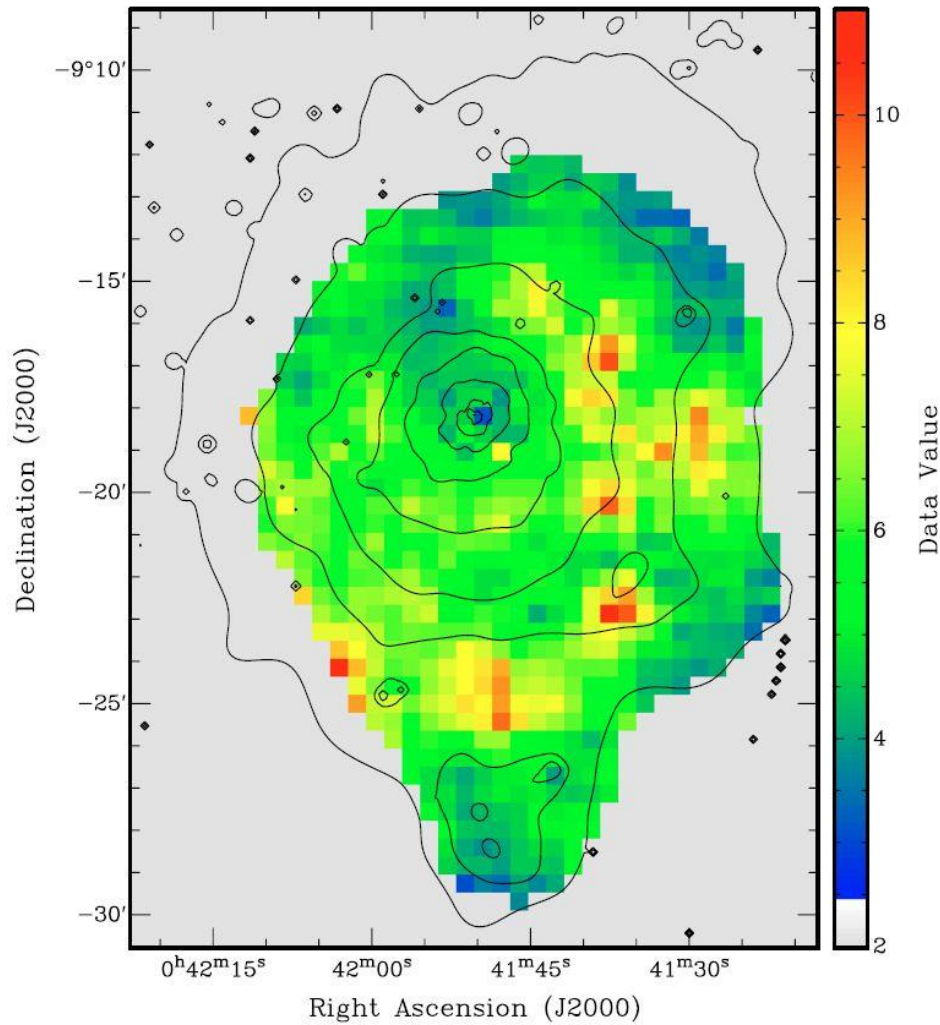 −9°10′
−15′
−20′
−25′
−30′
Declination (J2000)
0ʰ42ᵐ15ˢ
42ᵐ00ˢ
41ᵐ45ˢ
41ᵐ30ˢ
Right Ascension (J2000)
10
8
6
4
2
Data Value